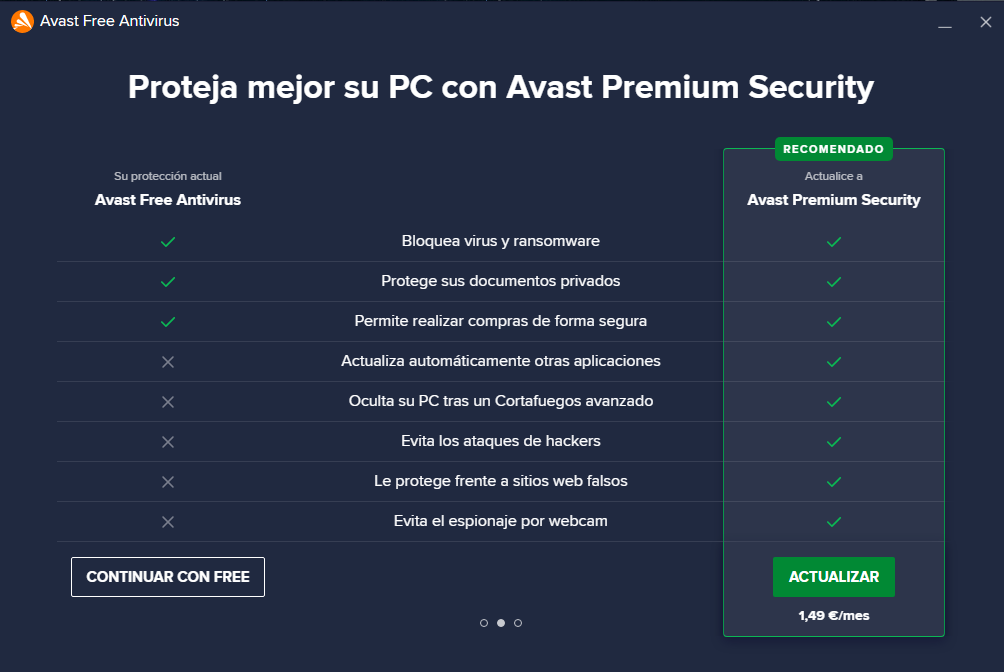 Avast Free Antivirus
Proteja mejor su PC con Avast Premium Security
RECOMENDADO
Su protección actual
Avast Free Antivirus
Actualice a
Avast Premium Security
Bloquea virus y ransomware
Protege sus documentos privados
Permite realizar compras de forma segura
Actualiza automáticamente otras aplicaciones
Oculta su PC tras un Cortafuegos avanzado
Evita los ataques de hackers
Le protege frente a sitios web falsos
Evita el espionaje por webcam
CONTINUAR CON FREE
ACTUALIZAR
1,49 €/mes